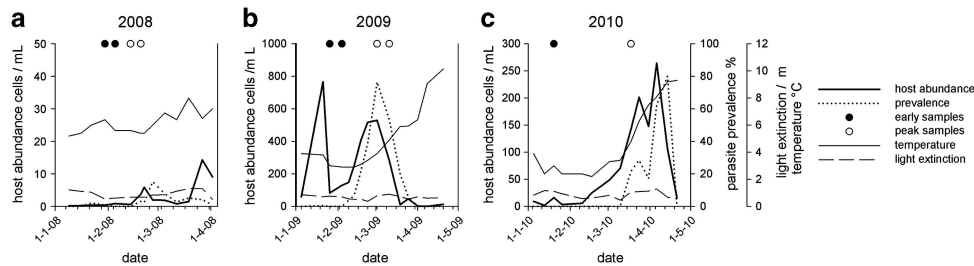 a 2008
host abundance cells / mL
50
40
30
20
10
0
1-1-08
1-2-08
1-3-08
1-4-08
date
b 2009
host abundance cells /m L
1000
800
600
400
200
0
1-1-09
1-2-09
1-3-09
1-4-09
1-5-09
date
c 2010
host abundance cells / mL
300
250
200
150
100
50
0
1-1-10
1-2-10
1-3-10
1-4-10
1-5-10
date
100
80
60
40
20
0
parasite prevalence %
12
10
8
6
4
2
0
light extinction / m
temperature °C
host abundance
prevalence
early samples
peak samples
temperature
light extinction